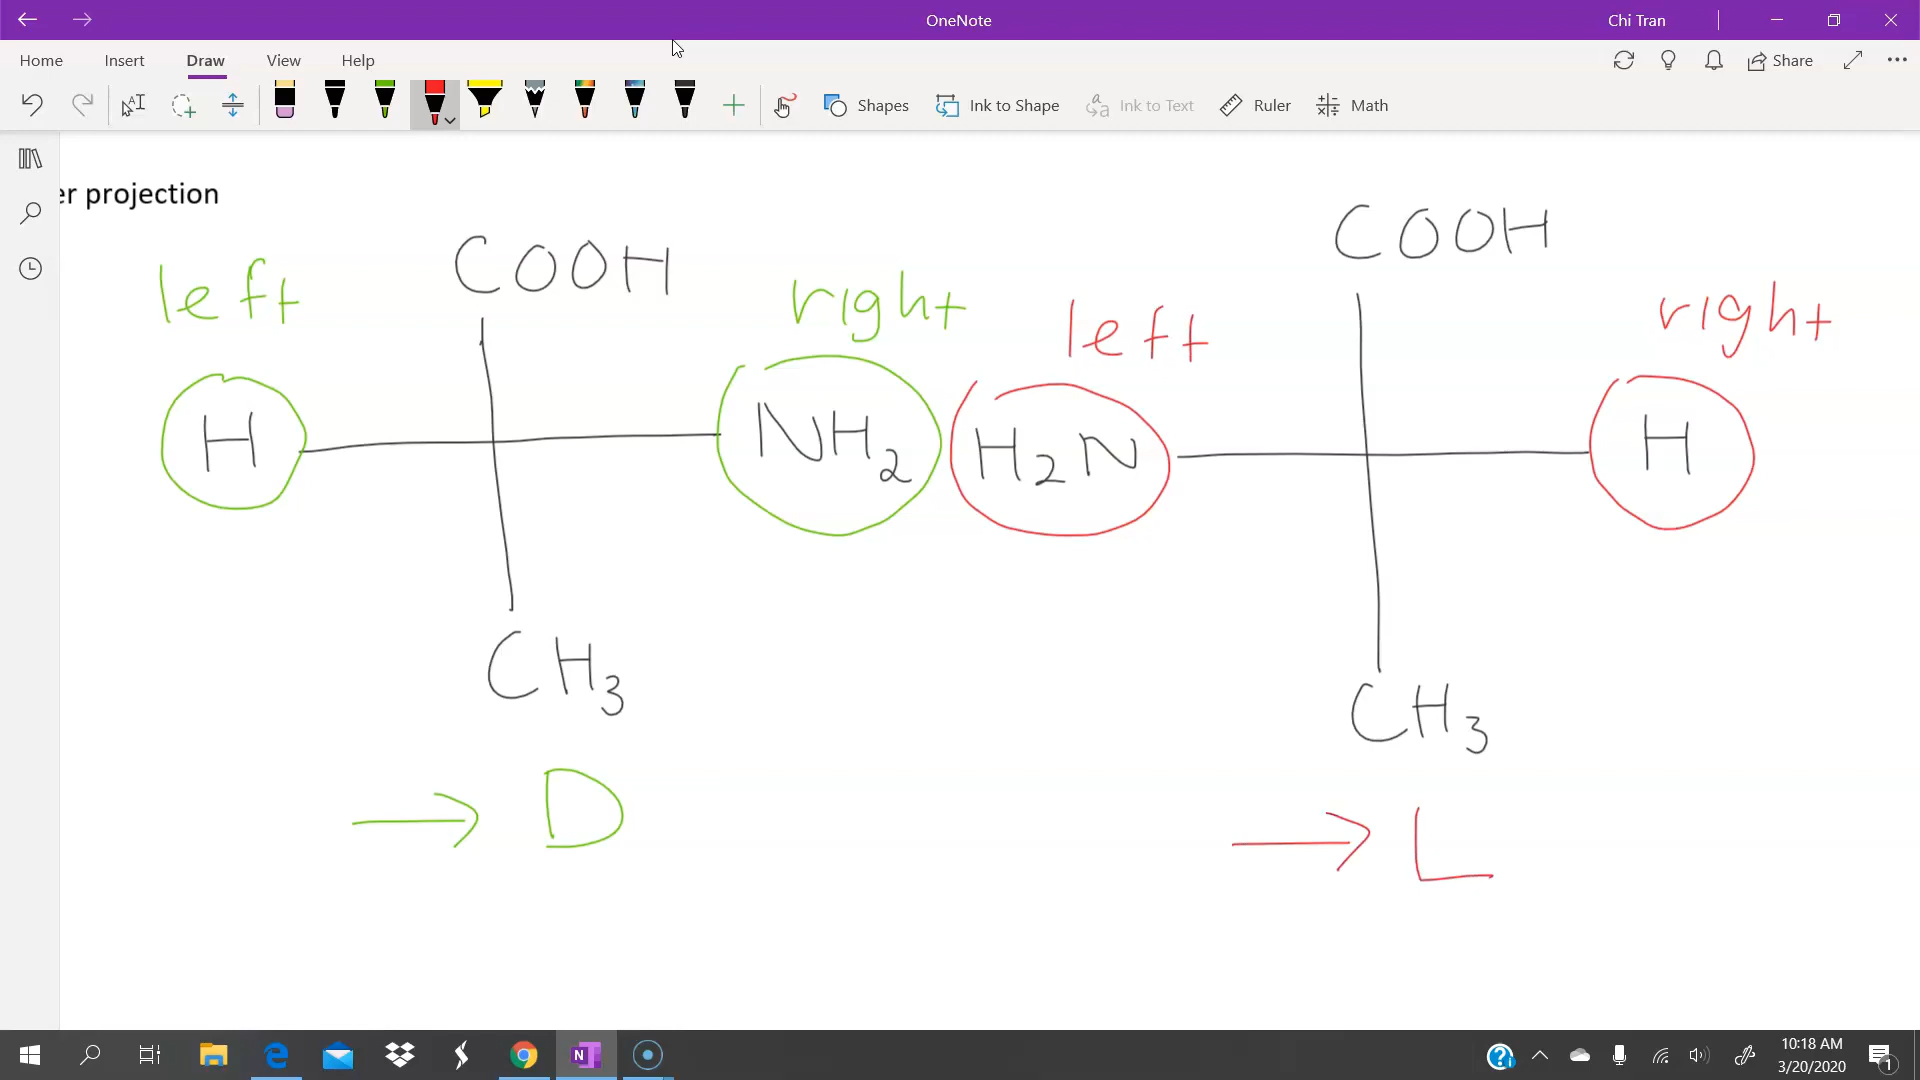 OneNote
Chi Tran
Home Insert Draw View Help
Share
Shapes Ink to Shape Ink to Text Ruler Math
er projection
COOH COOH
left right left right
H NH2 H2N H
CH3 CH3
→ D → L
10:18 AM
3/20/2020
1